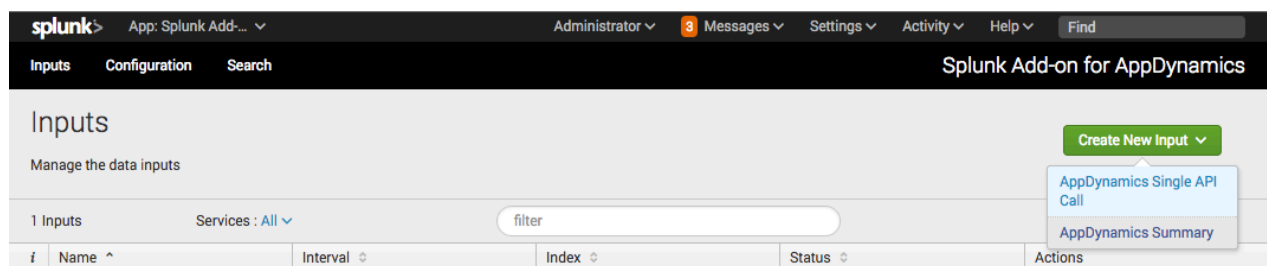 splunk> App: Splunk Add-... Administrator 3 Messages Settings Activity Help Find
Inputs Configuration Search Splunk Add-on for AppDynamics
Inputs
Create New Input
Manage the data inputs
AppDynamics Single API
Call
1 Inputs Services : All filter
AppDynamics Summary
i Name Interval Index Status Actions